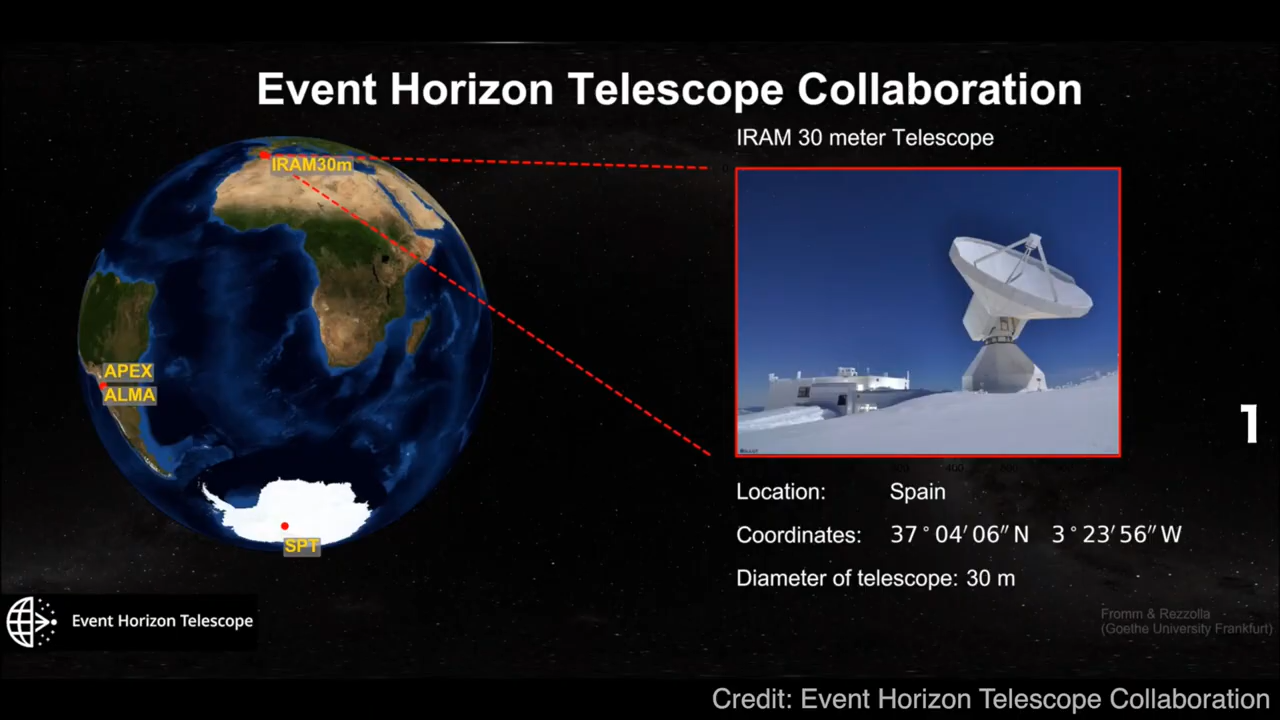 Event Horizon Telescope Collaboration
IRAM 30 meter Telescope
IRAM30m
APEX
ALMA
SPT
1
Location: Spain
Coordinates: 37°04′06″N 3°23′56″W
Diameter of telescope: 30 m
Event Horizon Telescope
Fromm & Rezzolla
(Goethe University Frankfurt)
Credit: Event Horizon Telescope Collaboration